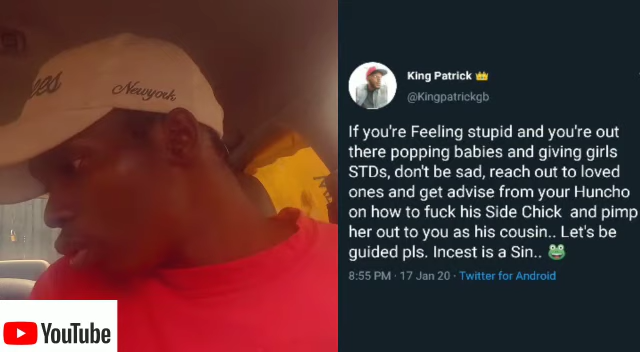 es
Newyork
King Patrick 👑
@Kingpatrickgb
If you're Feeling stupid and you're out
there popping babies and giving girls
STDs, don't be sad, reach out to loved
ones and get advise from your Huncho
on how to fuck his Side Chick and pimp
her out to you as his cousin.. Let's be
guided pls. Incest is a Sin.. 🐸
8:55 PM · 17 Jan 20 · Twitter for Android
YouTube